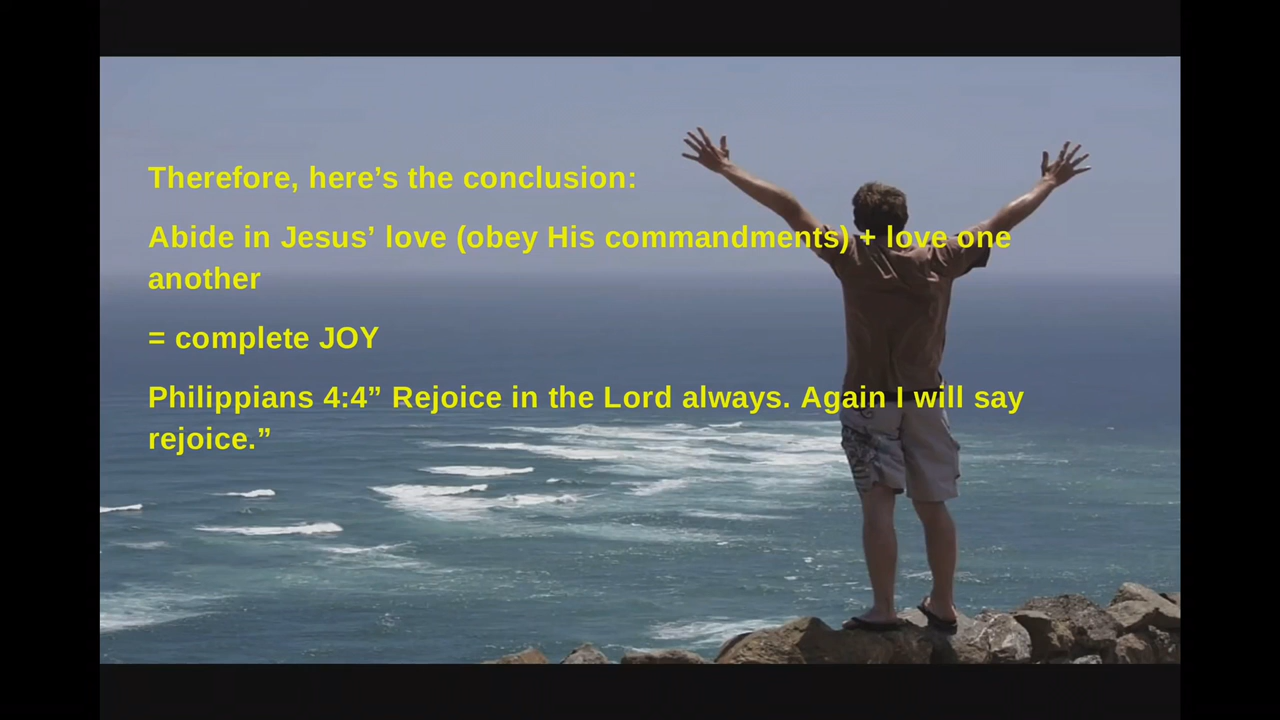 Therefore, here’s the conclusion:
Abide in Jesus’ love (obey His commandments) + love one
another
= complete JOY
Philippians 4:4” Rejoice in the Lord always. Again I will say
rejoice.”